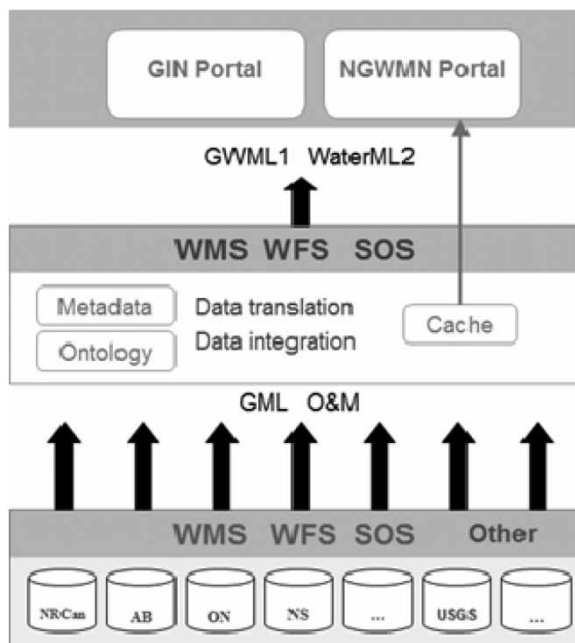 GIN Portal NGWMN Portal
GWML1 WaterML2
WMS WFS SOS
Metadata Data translation
Cache
Ontology Data integration
GML O&M
WMS WFS SOS Other
NRCan AB ON NS ... USGS ...